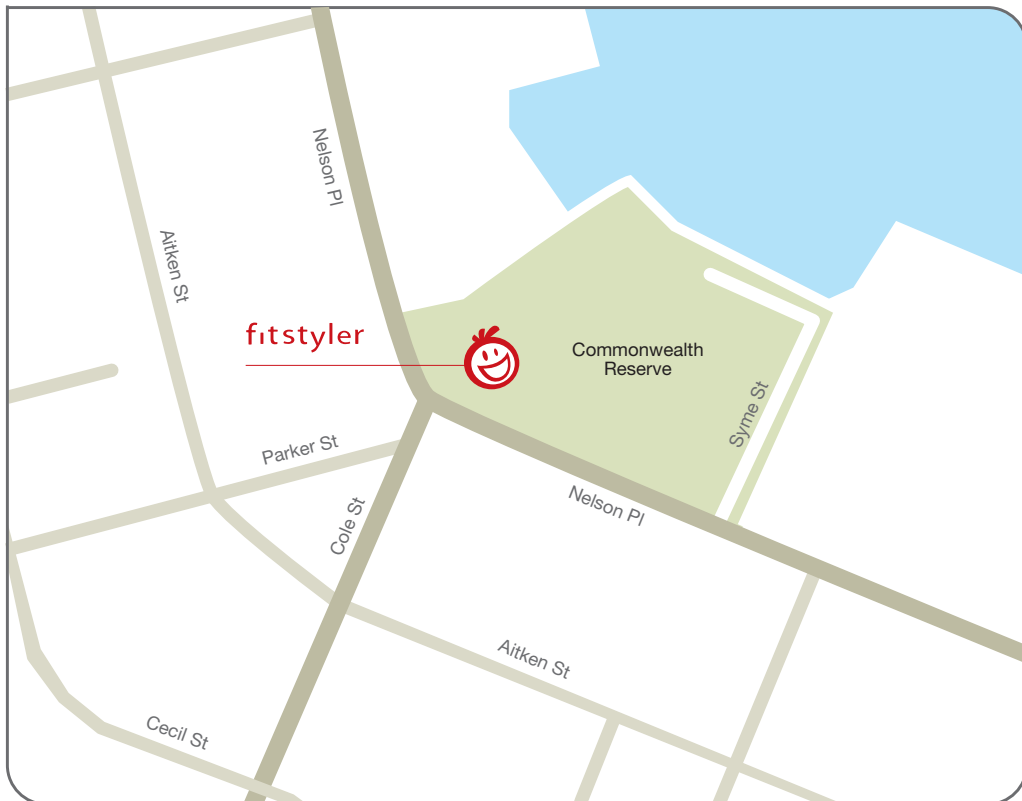 Nelson Pl
Aitken St
fitstyler
Commonwealth
Reserve
Syme St
Parker St
Nelson Pl
Cole St
Aitken St
Cecil St